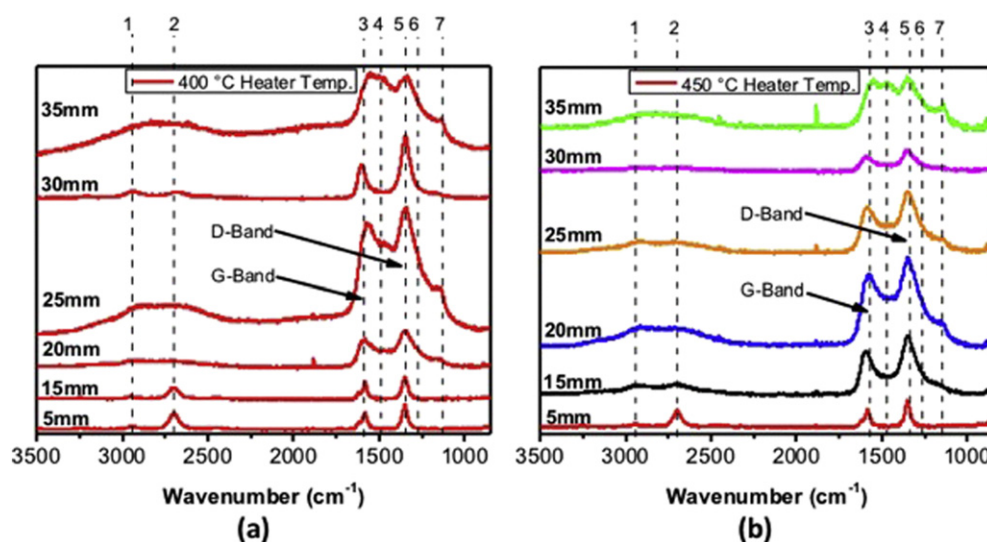 1 2 3 4 5 6 7
400 °C Heater Temp.
35mm
30mm
D-Band
G-Band
25mm
20mm
15mm
5mm
3500 3000 2500 2000 1500 1000
Wavenumber (cm-1)
(a)
1 2 3 4 5 6 7
450 °C Heater Temp.
35mm
30mm
D-Band
25mm
G-Band
20mm
15mm
5mm
3500 3000 2500 2000 1500 1000
Wavenumber (cm-1)
(b)